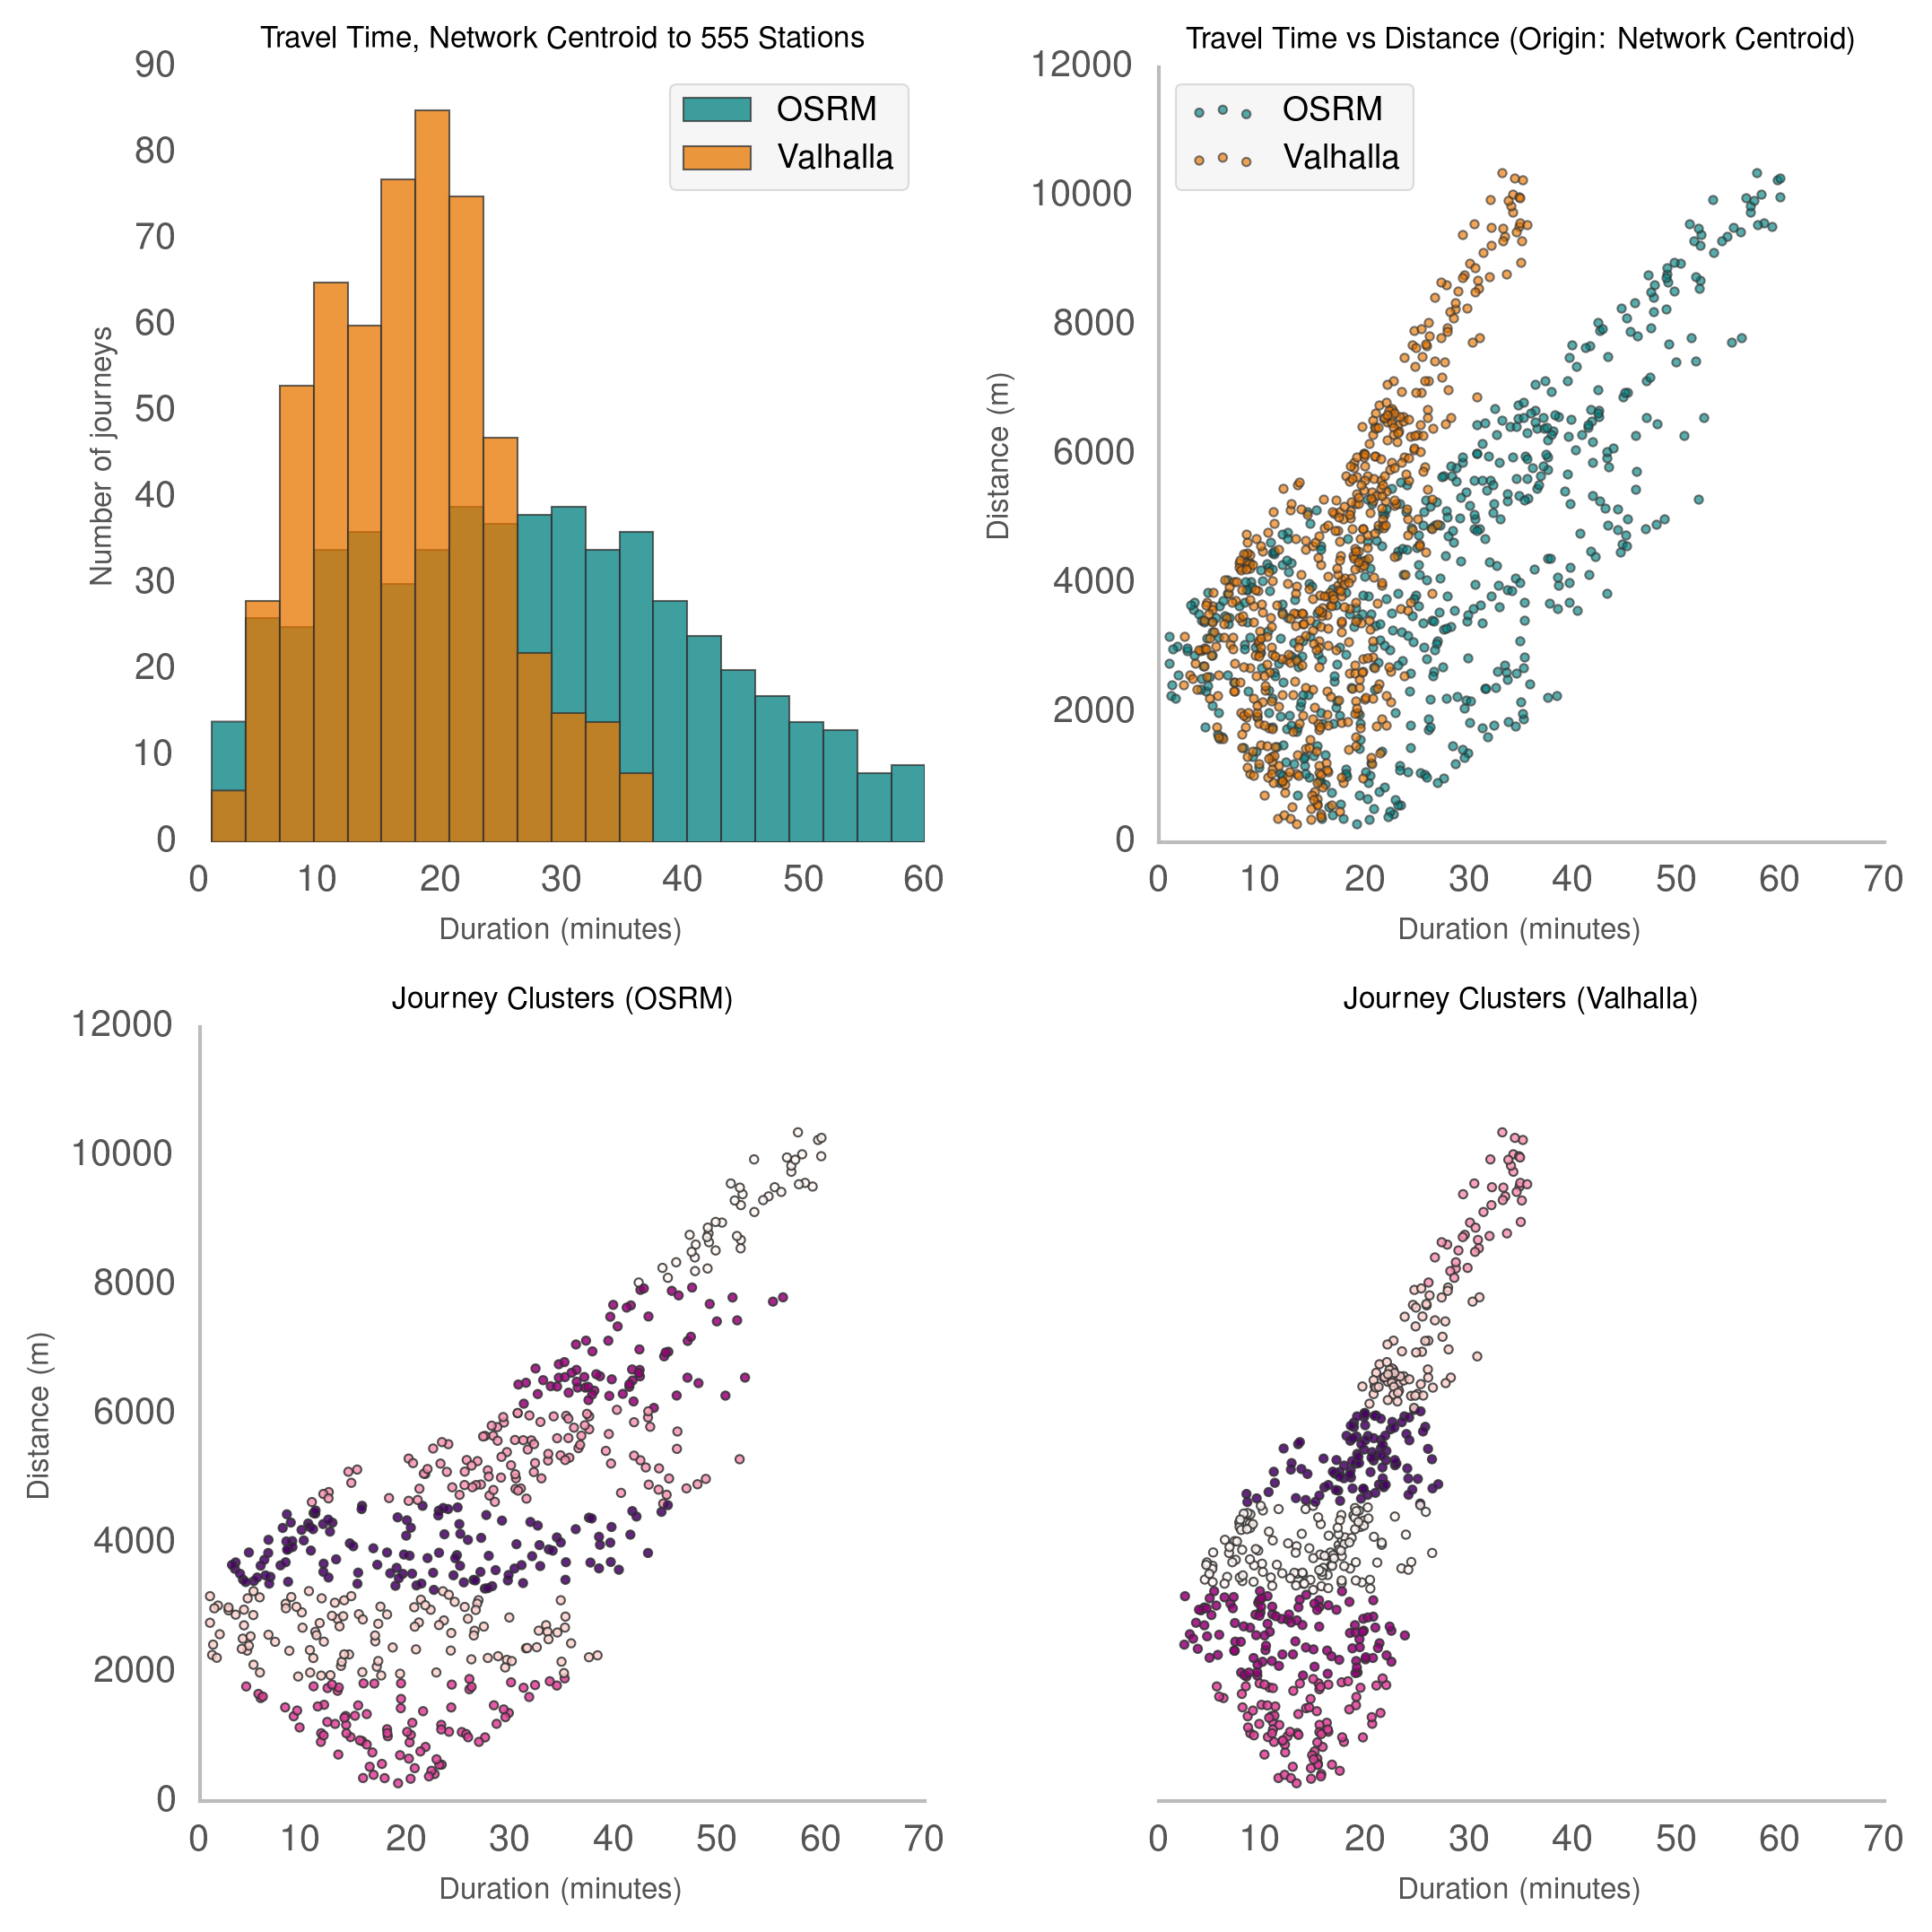 Travel Time, Network Centroid to 555 Stations
90
80
70
60
50
40
30
20
10
0
Number of journeys
OSRM
Valhalla
0 10 20 30 40 50 60
Duration (minutes)
Travel Time vs Distance (Origin: Network Centroid)
12000
10000
8000
6000
4000
2000
0
Distance (m)
OSRM
Valhalla
0 10 20 30 40 50 60 70
Duration (minutes)
Journey Clusters (OSRM)
12000
10000
8000
6000
4000
2000
0
Distance (m)
0 10 20 30 40 50 60 70
Duration (minutes)
Journey Clusters (Valhalla)
0 10 20 30 40 50 60 70
Duration (minutes)